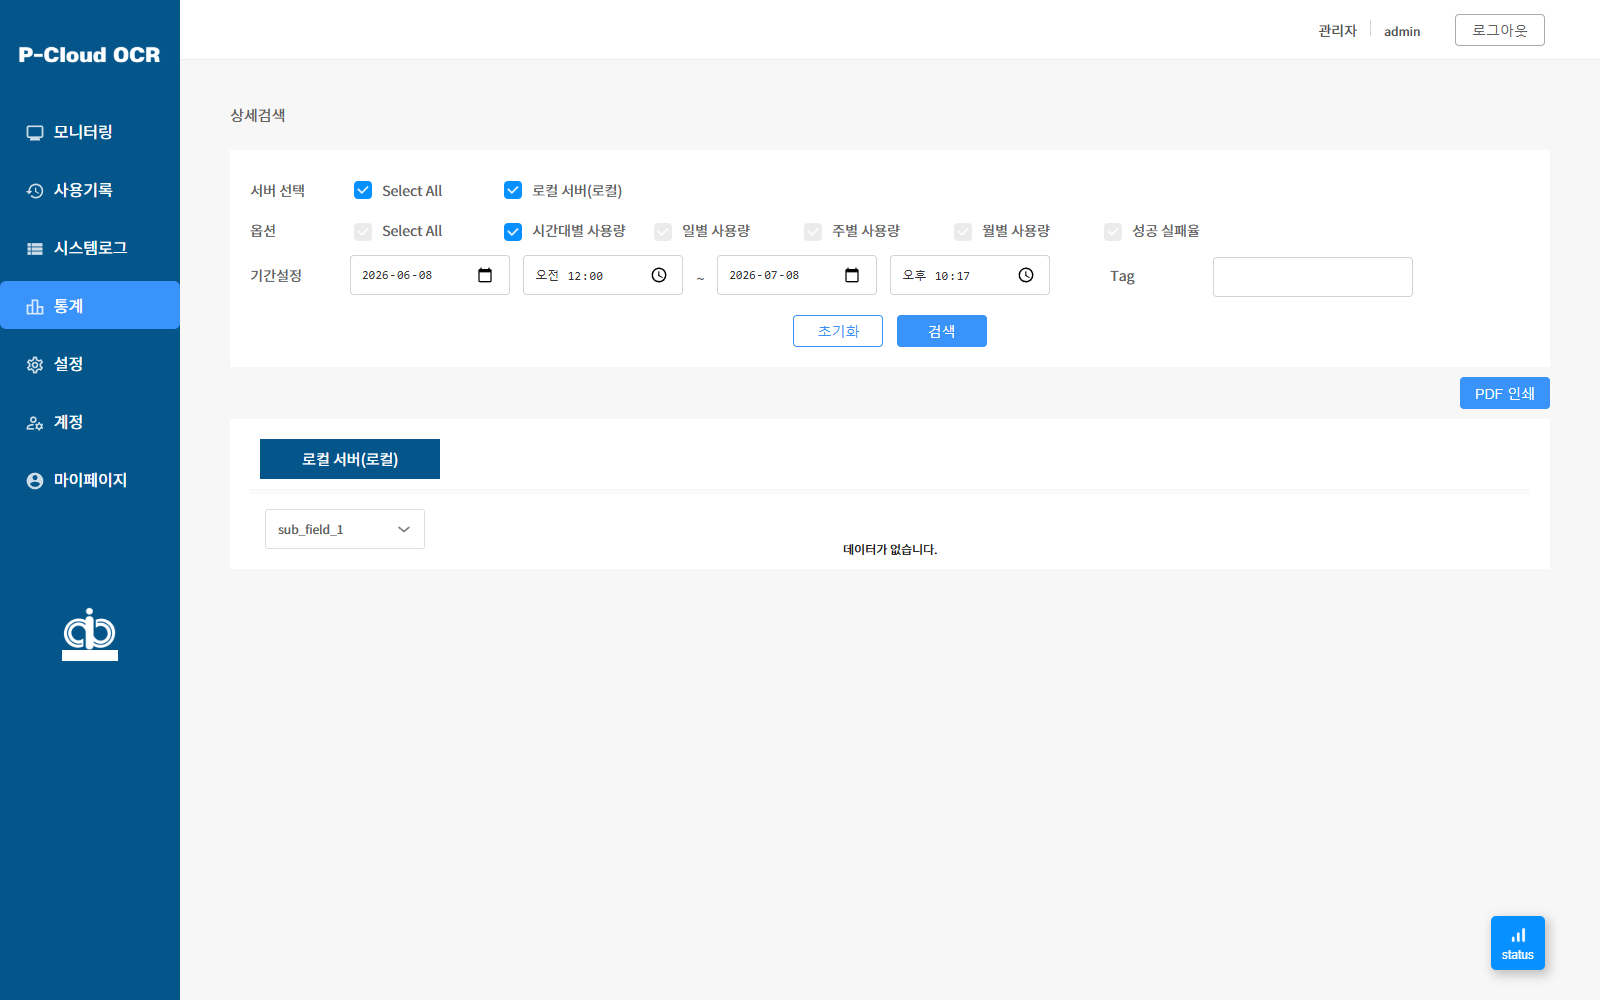 P-Cloud OCR
관리자
admin
로그아웃
모니터링
사용기록
시스템로그
통계
설정
계정
마이페이지
상세검색
서버 선택
Select All
로컬 서버(로컬)
옵션
Select All
시간대별 사용량
일별 사용량
주별 사용량
월별 사용량
성공 실패율
기간설정
2026-06-08
오전 12:00
~
2026-07-08
오후 10:17
Tag
초기화
검색
PDF 인쇄
로컬 서버(로컬)
sub_field_1
데이터가 없습니다.
status